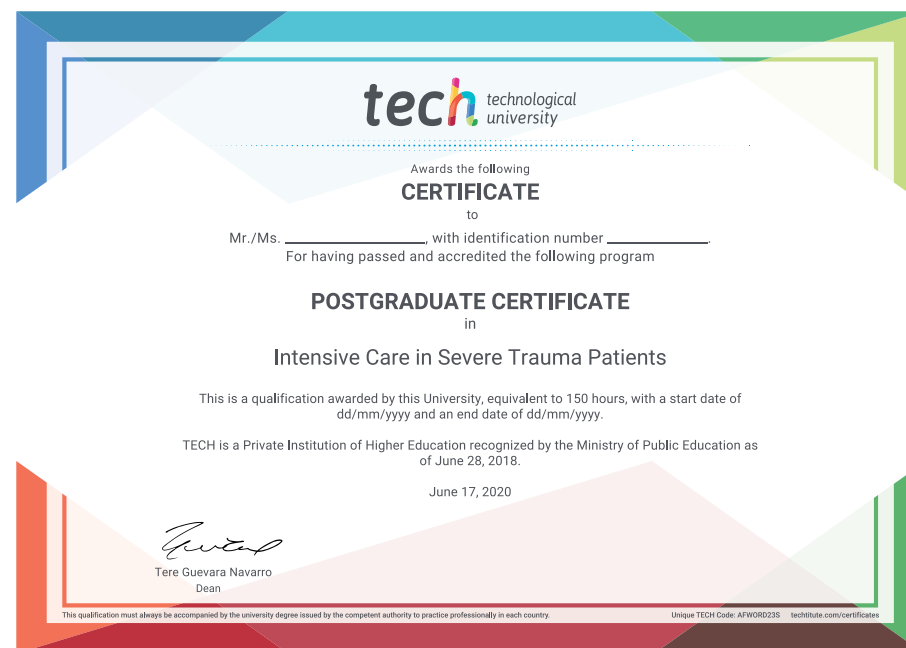 tech technological
university
Awards the following
CERTIFICATE
to
Mr./Ms. ____________________, with identification number ______________.
For having passed and accredited the following program
POSTGRADUATE CERTIFICATE
in
Intensive Care in Severe Trauma Patients
This is a qualification awarded by this University, equivalent to 150 hours, with a start date of
dd/mm/yyyy and an end date of dd/mm/yyyy.
TECH is a Private Institution of Higher Education recognized by the Ministry of Public Education as
of June 28, 2018.
June 17, 2020
Tere Guevara Navarro
Dean
This qualification must always be accompanied by the university degree issued by the competent authority to practice professionally in each country. Unique TECH Code: AFWORD23S techtitute.com/certificates